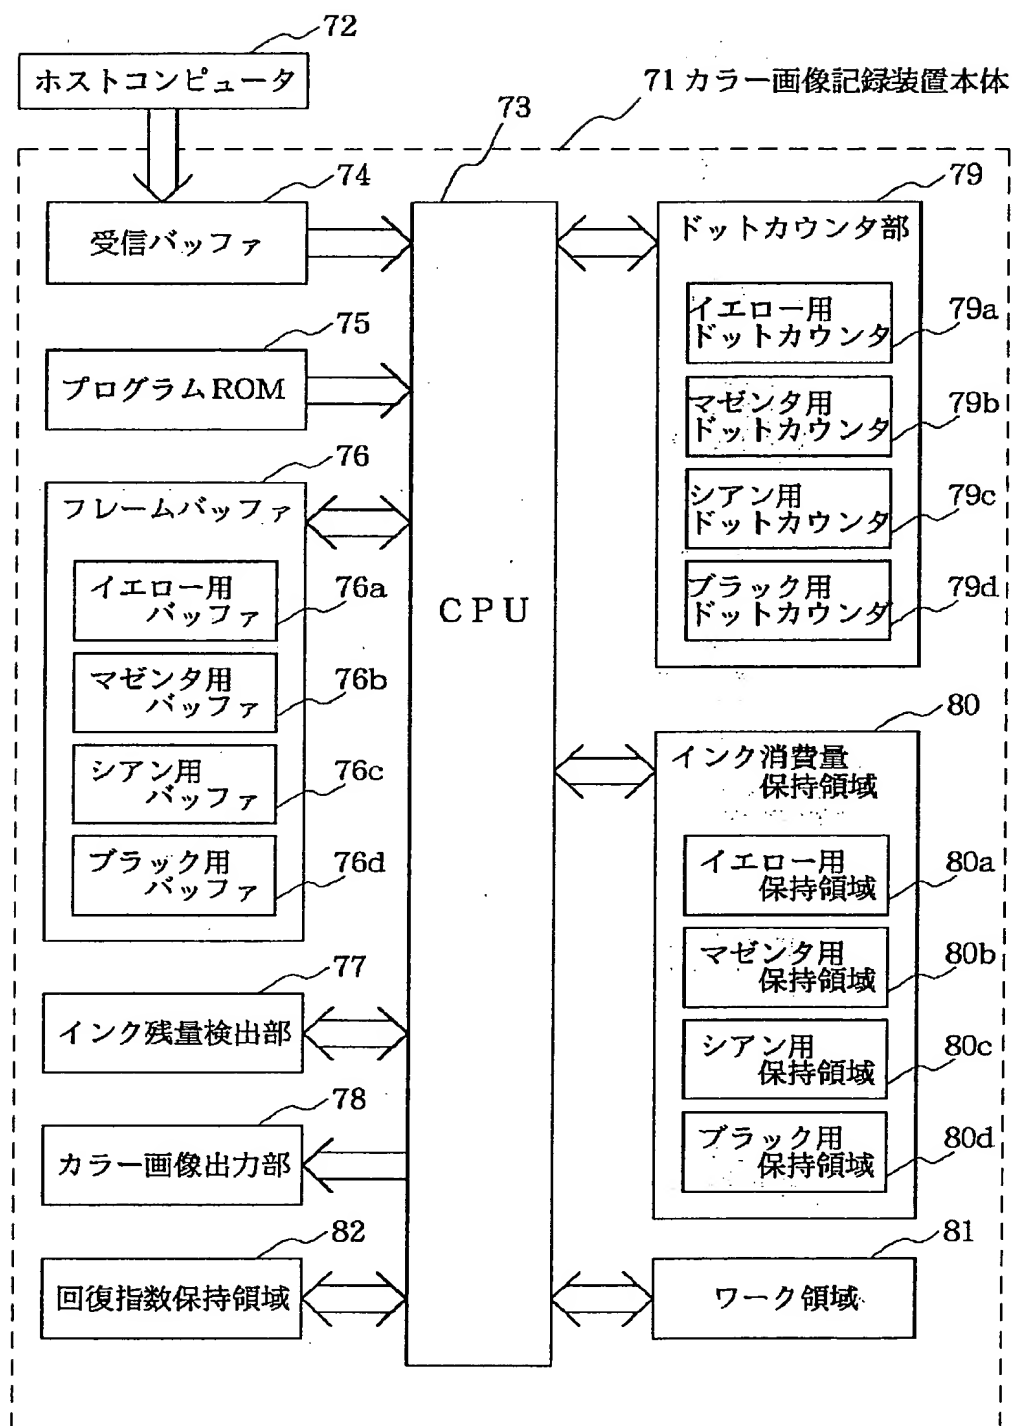 72
ホストコンピュータ
71 カラー画像記録装置本体
73
74
受信バッファ
75
プログラム ROM
76
フレームバッファ
イエロー用
バッファ
76a
マゼンタ用
バッファ
76b
シアン用
バッファ
76c
ブラック用
バッファ
76d
77
インク残量検出部
78
カラー画像出力部
82
回復指数保持領域
CPU
79
ドットカウンタ部
イエロー用
ドットカウンタ
79a
マゼンタ用
ドットカウンタ
79b
シアン用
ドットカウンタ
79c
ブラック用
ドットカウンタ
79d
80
インク消費量
保持領域
イエロー用
保持領域
80a
マゼンタ用
保持領域
80b
シアン用
保持領域
80c
ブラック用
保持領域
80d
81
ワーク領域